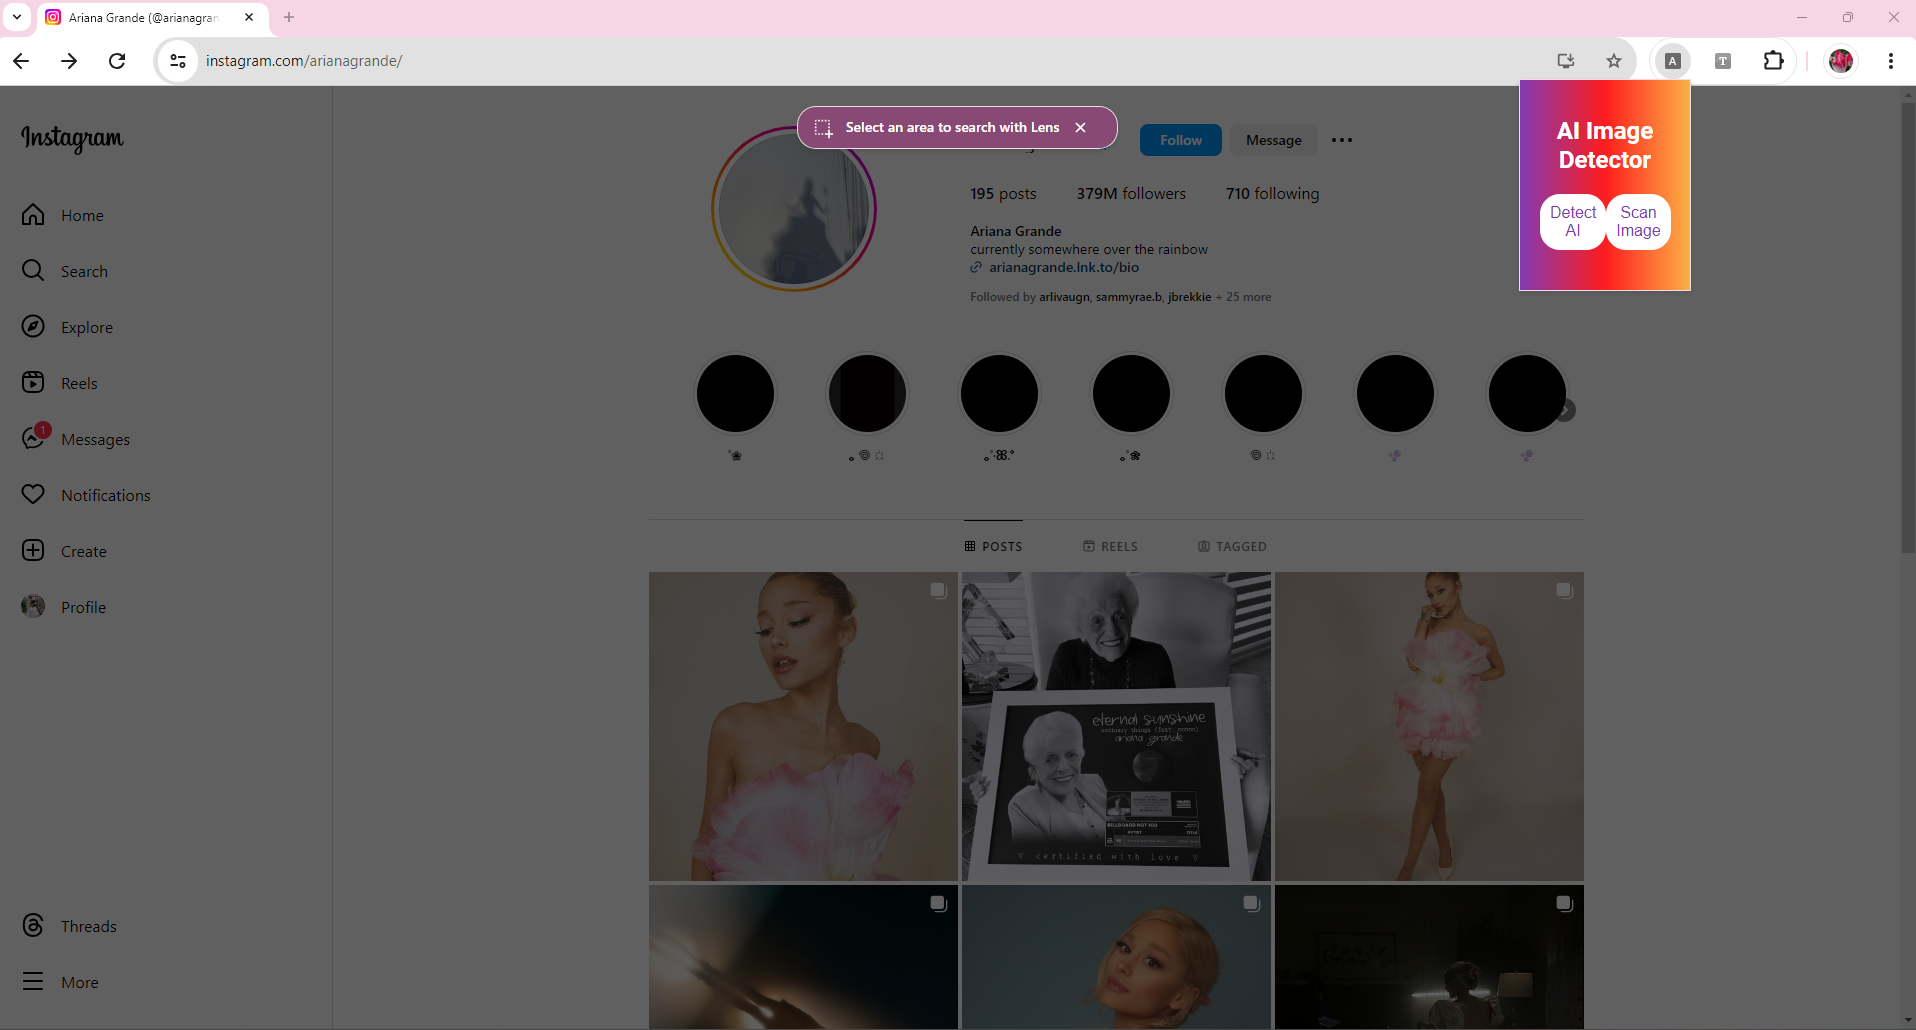 Ariana Grande (@arianagran
instagram.com/arianagrande/
A
T
AI Image
Detector
Detect
AI
Scan
Image
Select an area to search with Lens
Instagram
Follow
Message
195 posts
379M followers
710 following
Ariana Grande
currently somewhere over the rainbow
arianagrande.lnk.to/bio
Followed by arlivaugn, sammyrae.b, jbrekkie + 25 more
Home
Search
Explore
Reels
1
Messages
Notifications
Create
Profile
Threads
More
POSTS
REELS
TAGGED
eternal sunshine
ordinary things (feat. nonna)
ariana grande
BILLBOARD HOT 100
certified with love